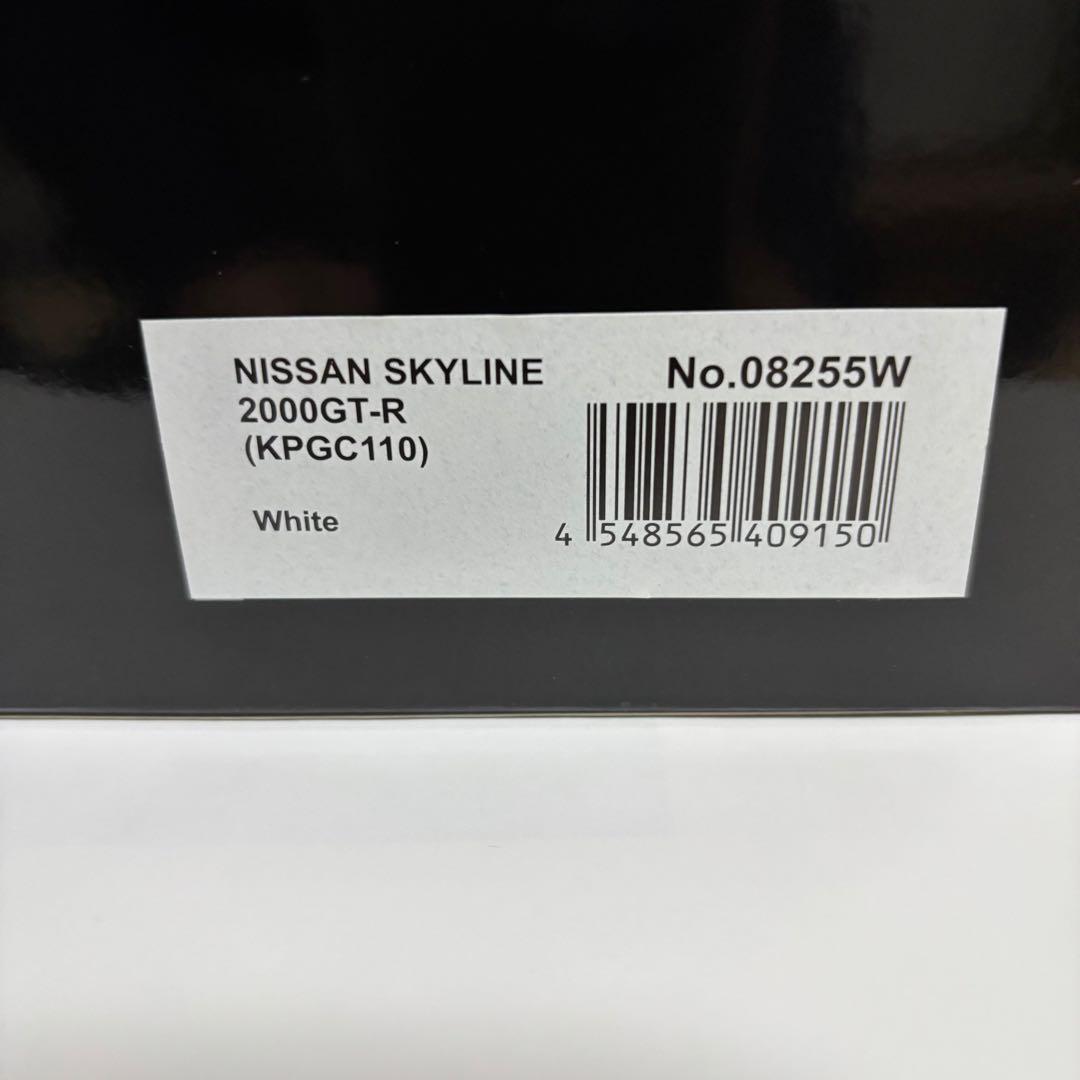 NISSAN SKYLINE
2000GT-R
(KPGC110)
White
No.08255W
4 548565 409150